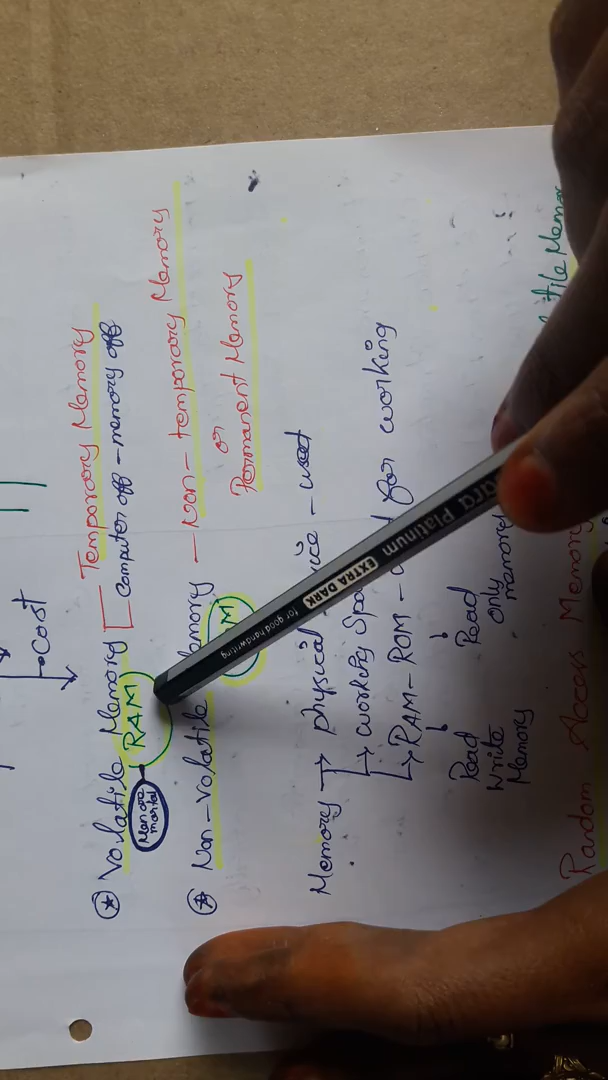 Cost
Volatile Memory
Temporary Memory
Computer off - memory off
RAM
Non-Volatile
- Non-temporary Memory
or
Permanent Memory
Memory → physical - used
working
RAM-ROM - for working
Read Write Memory
Read only memory
Random Access Memory
Platinum
EXTRA DARK
for good handwriting